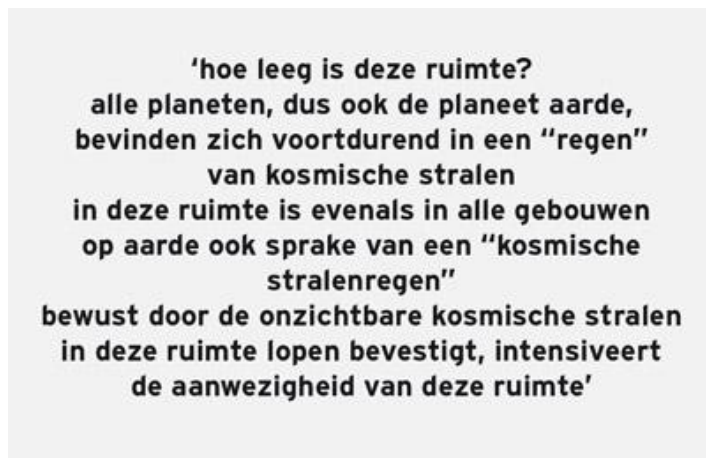 ‘hoe leeg is deze ruimte?
alle planeten, dus ook de planeet aarde,
bevinden zich voortdurend in een “regen”
van kosmische stralen
in deze ruimte is evenals in alle gebouwen
op aarde ook sprake van een “kosmische
stralenregen”
bewust door de onzichtbare kosmische stralen
in deze ruimte lopen bevestigt, intensiveert
de aanwezigheid van deze ruimte’